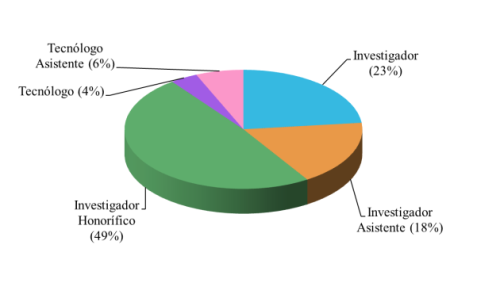 Tecnólogo
Asistente (6%)
Investigador
(23%)
Tecnólogo (4%)
Investigador
Honorífico
(49%)
Investigador
Asistente (18%)